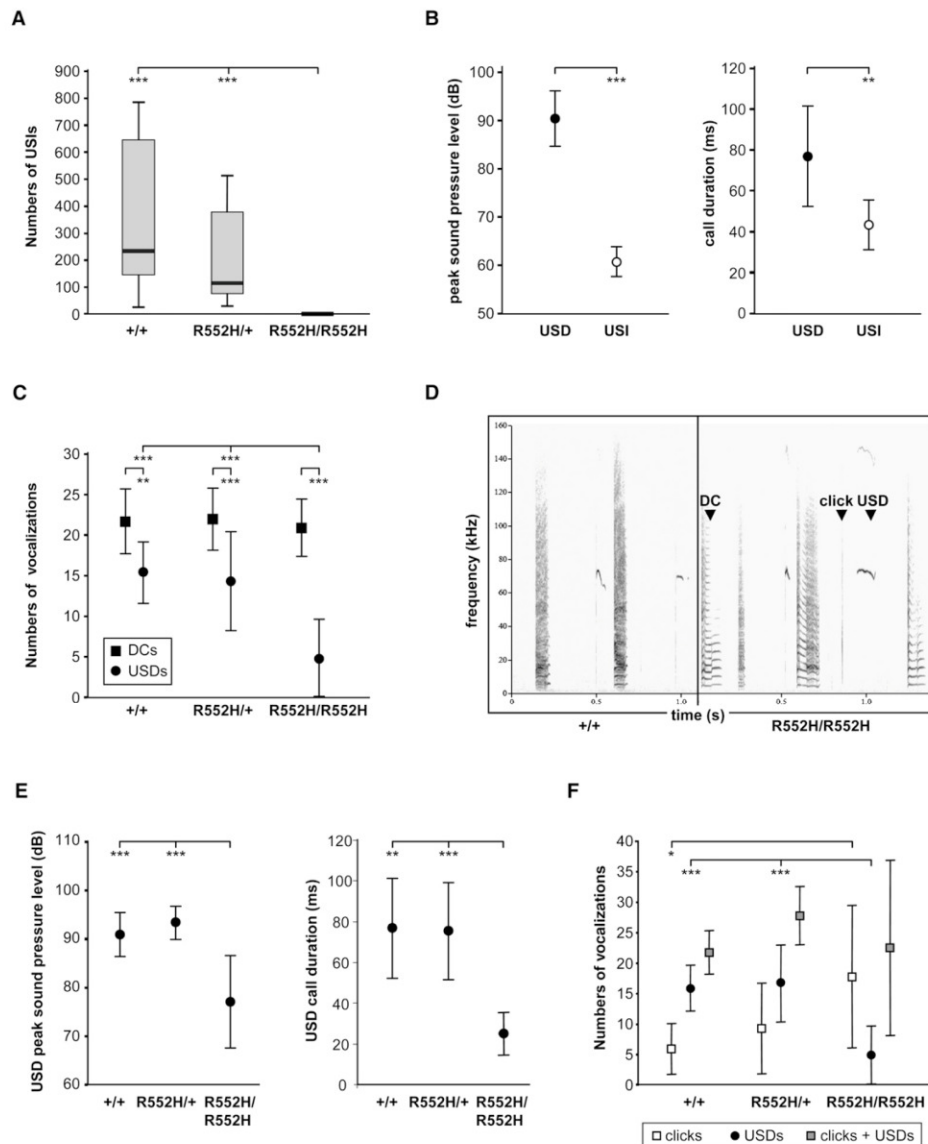 A
900
800
700
600
500
400
300
200
100
0
Numbers of USIs
*** ***
+/+ R552H/+ R552H/R552H
B
100
90
80
70
60
50
peak sound pressure level (dB)
***
USD USI
120
100
80
60
40
20
0
call duration (ms)
**
USD USI
C
30
25
20
15
10
5
0
Numbers of vocalizations
*** ***
** *** ***
DCs
USDs
+/+ R552H/+ R552H/R552H
D
160
140
120
100
80
60
40
20
0
frequency (kHz)
DC click USD
0 0.5 1.0 0.5 1.0
time (s)
+/+ R552H/R552H
E
110
100
90
80
70
60
USD peak sound pressure level (dB)
*** ***
+/+ R552H/+ R552H/
R552H
120
100
80
60
40
20
0
USD call duration (ms)
** ***
+/+ R552H/+ R552H/
R552H
F
40
35
30
25
20
15
10
5
0
Numbers of vocalizations
*
*** ***
+/+ R552H/+ R552H/R552H
clicks USDs clicks + USDs